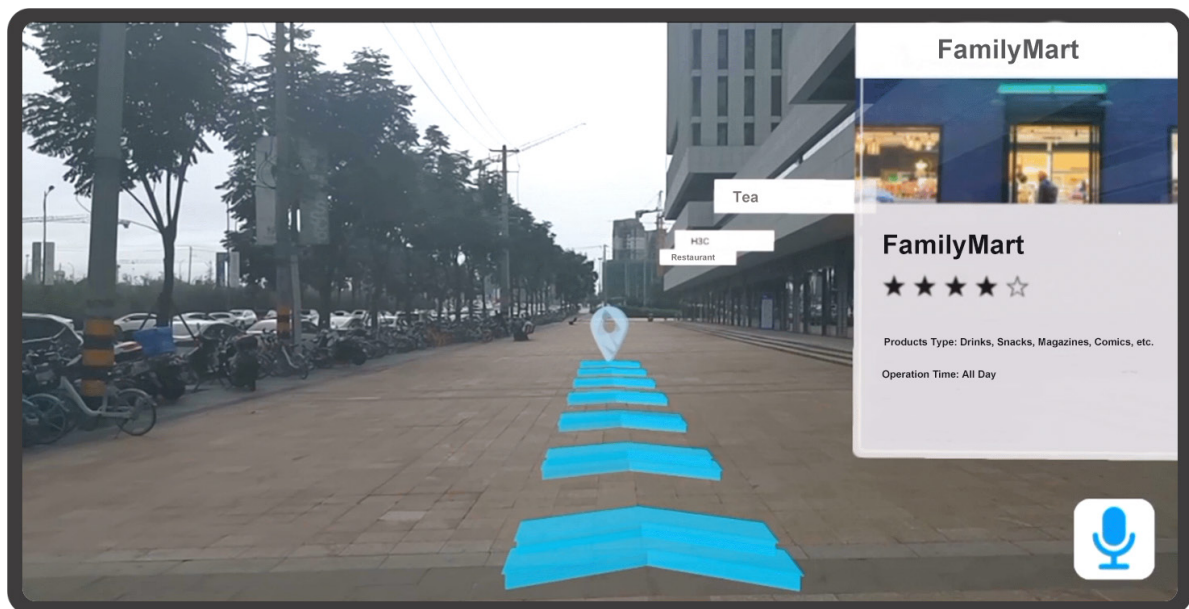 FamilyMart
Tea
H3C
Restaurant
FamilyMart
Products Type: Drinks, Snacks, Magazines, Comics, etc.
Operation Time: All Day